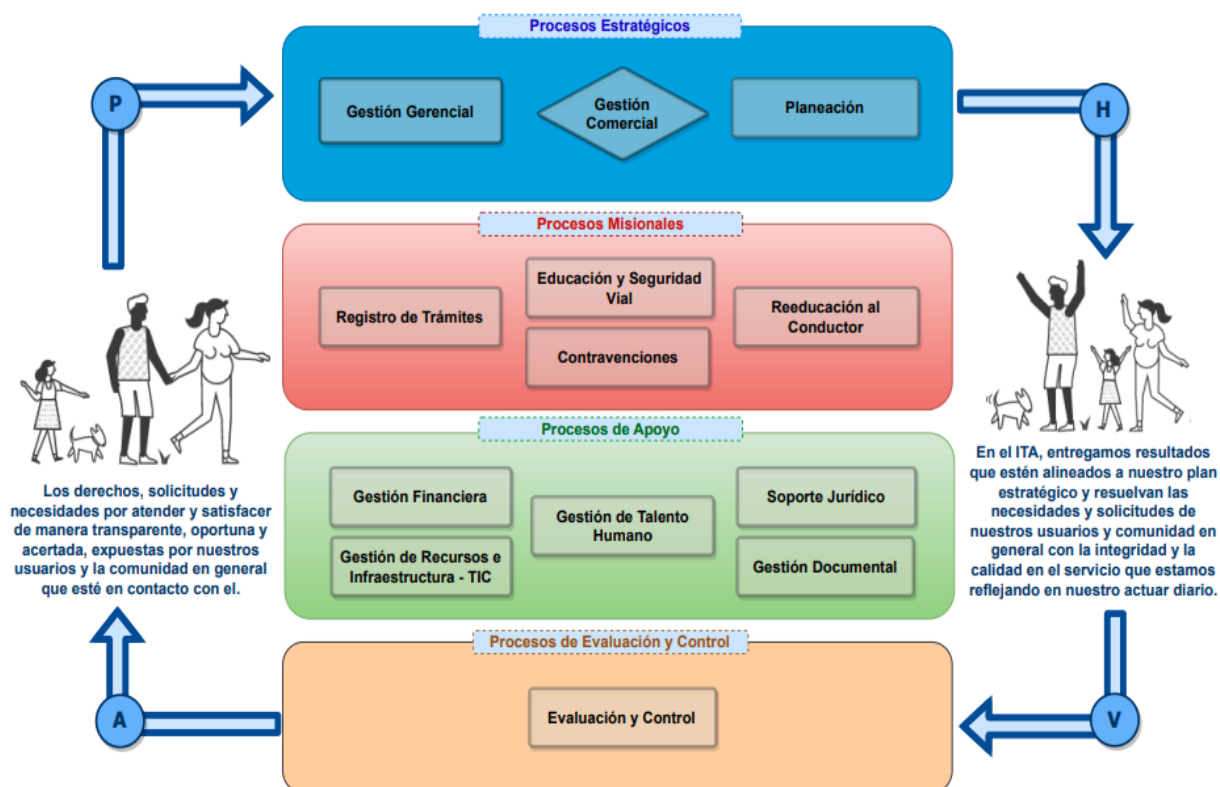 Procesos Estratégicos
P
H
Gestión Gerencial
Gestión
Comercial
Planeación
Procesos Misionales
Registro de Trámites
Educación y Seguridad
Vial
Contravenciones
Reeducación al
Conductor
Procesos de Apoyo
Gestión Financiera
Gestión de Recursos e
Infraestructura - TIC
Gestión de Talento
Humano
Soporte Jurídico
Gestión Documental
Los derechos, solicitudes y
necesidades por atender y satisfacer
de manera transparente, oportuna y
acertada, expuestas por nuestros
usuarios y la comunidad en general
que esté en contacto con el.
En el ITA, entregamos resultados
que estén alineados a nuestro plan
estratégico y resuelvan las
necesidades y solicitudes de
nuestros usuarios y comunidad en
general con la integridad y la
calidad en el servicio que estamos
reflejando en nuestro actuar diario.
Procesos de Evaluación y Control
Evaluación y Control
A
V